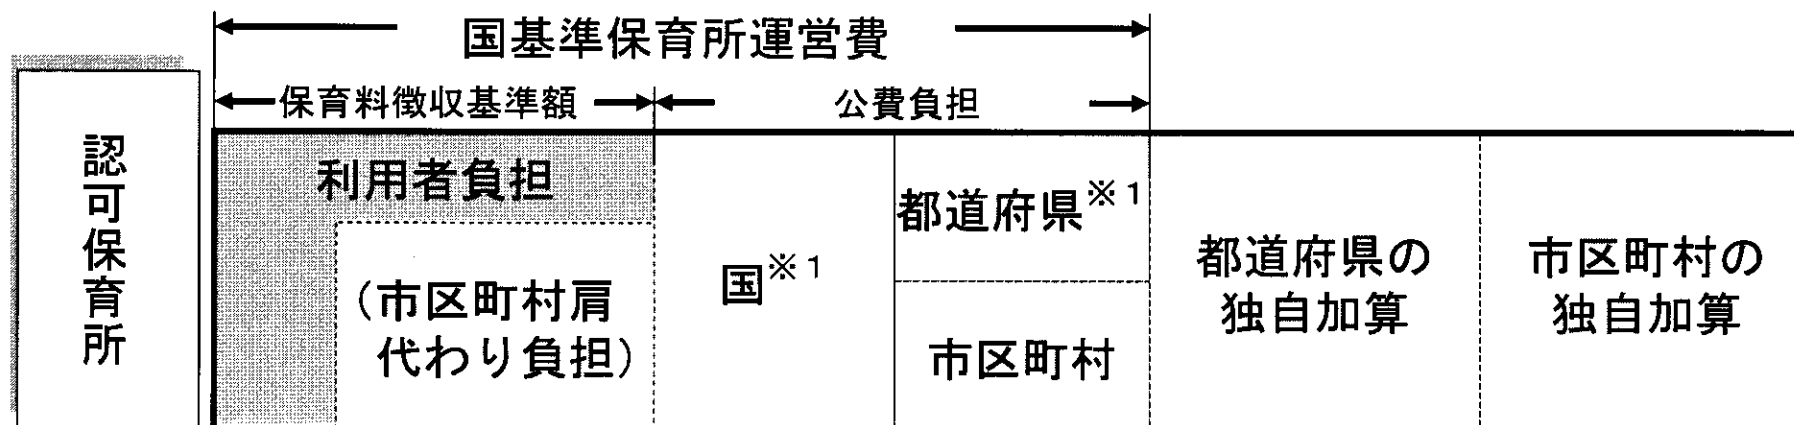 国基準保育所運営費
保育料徴収基準額
公費負担
認可保育所
利用者負担
(市区町村肩
代わり負担)
国※1
都道府県※1
市区町村
都道府県の
独自加算
市区町村の
独自加算